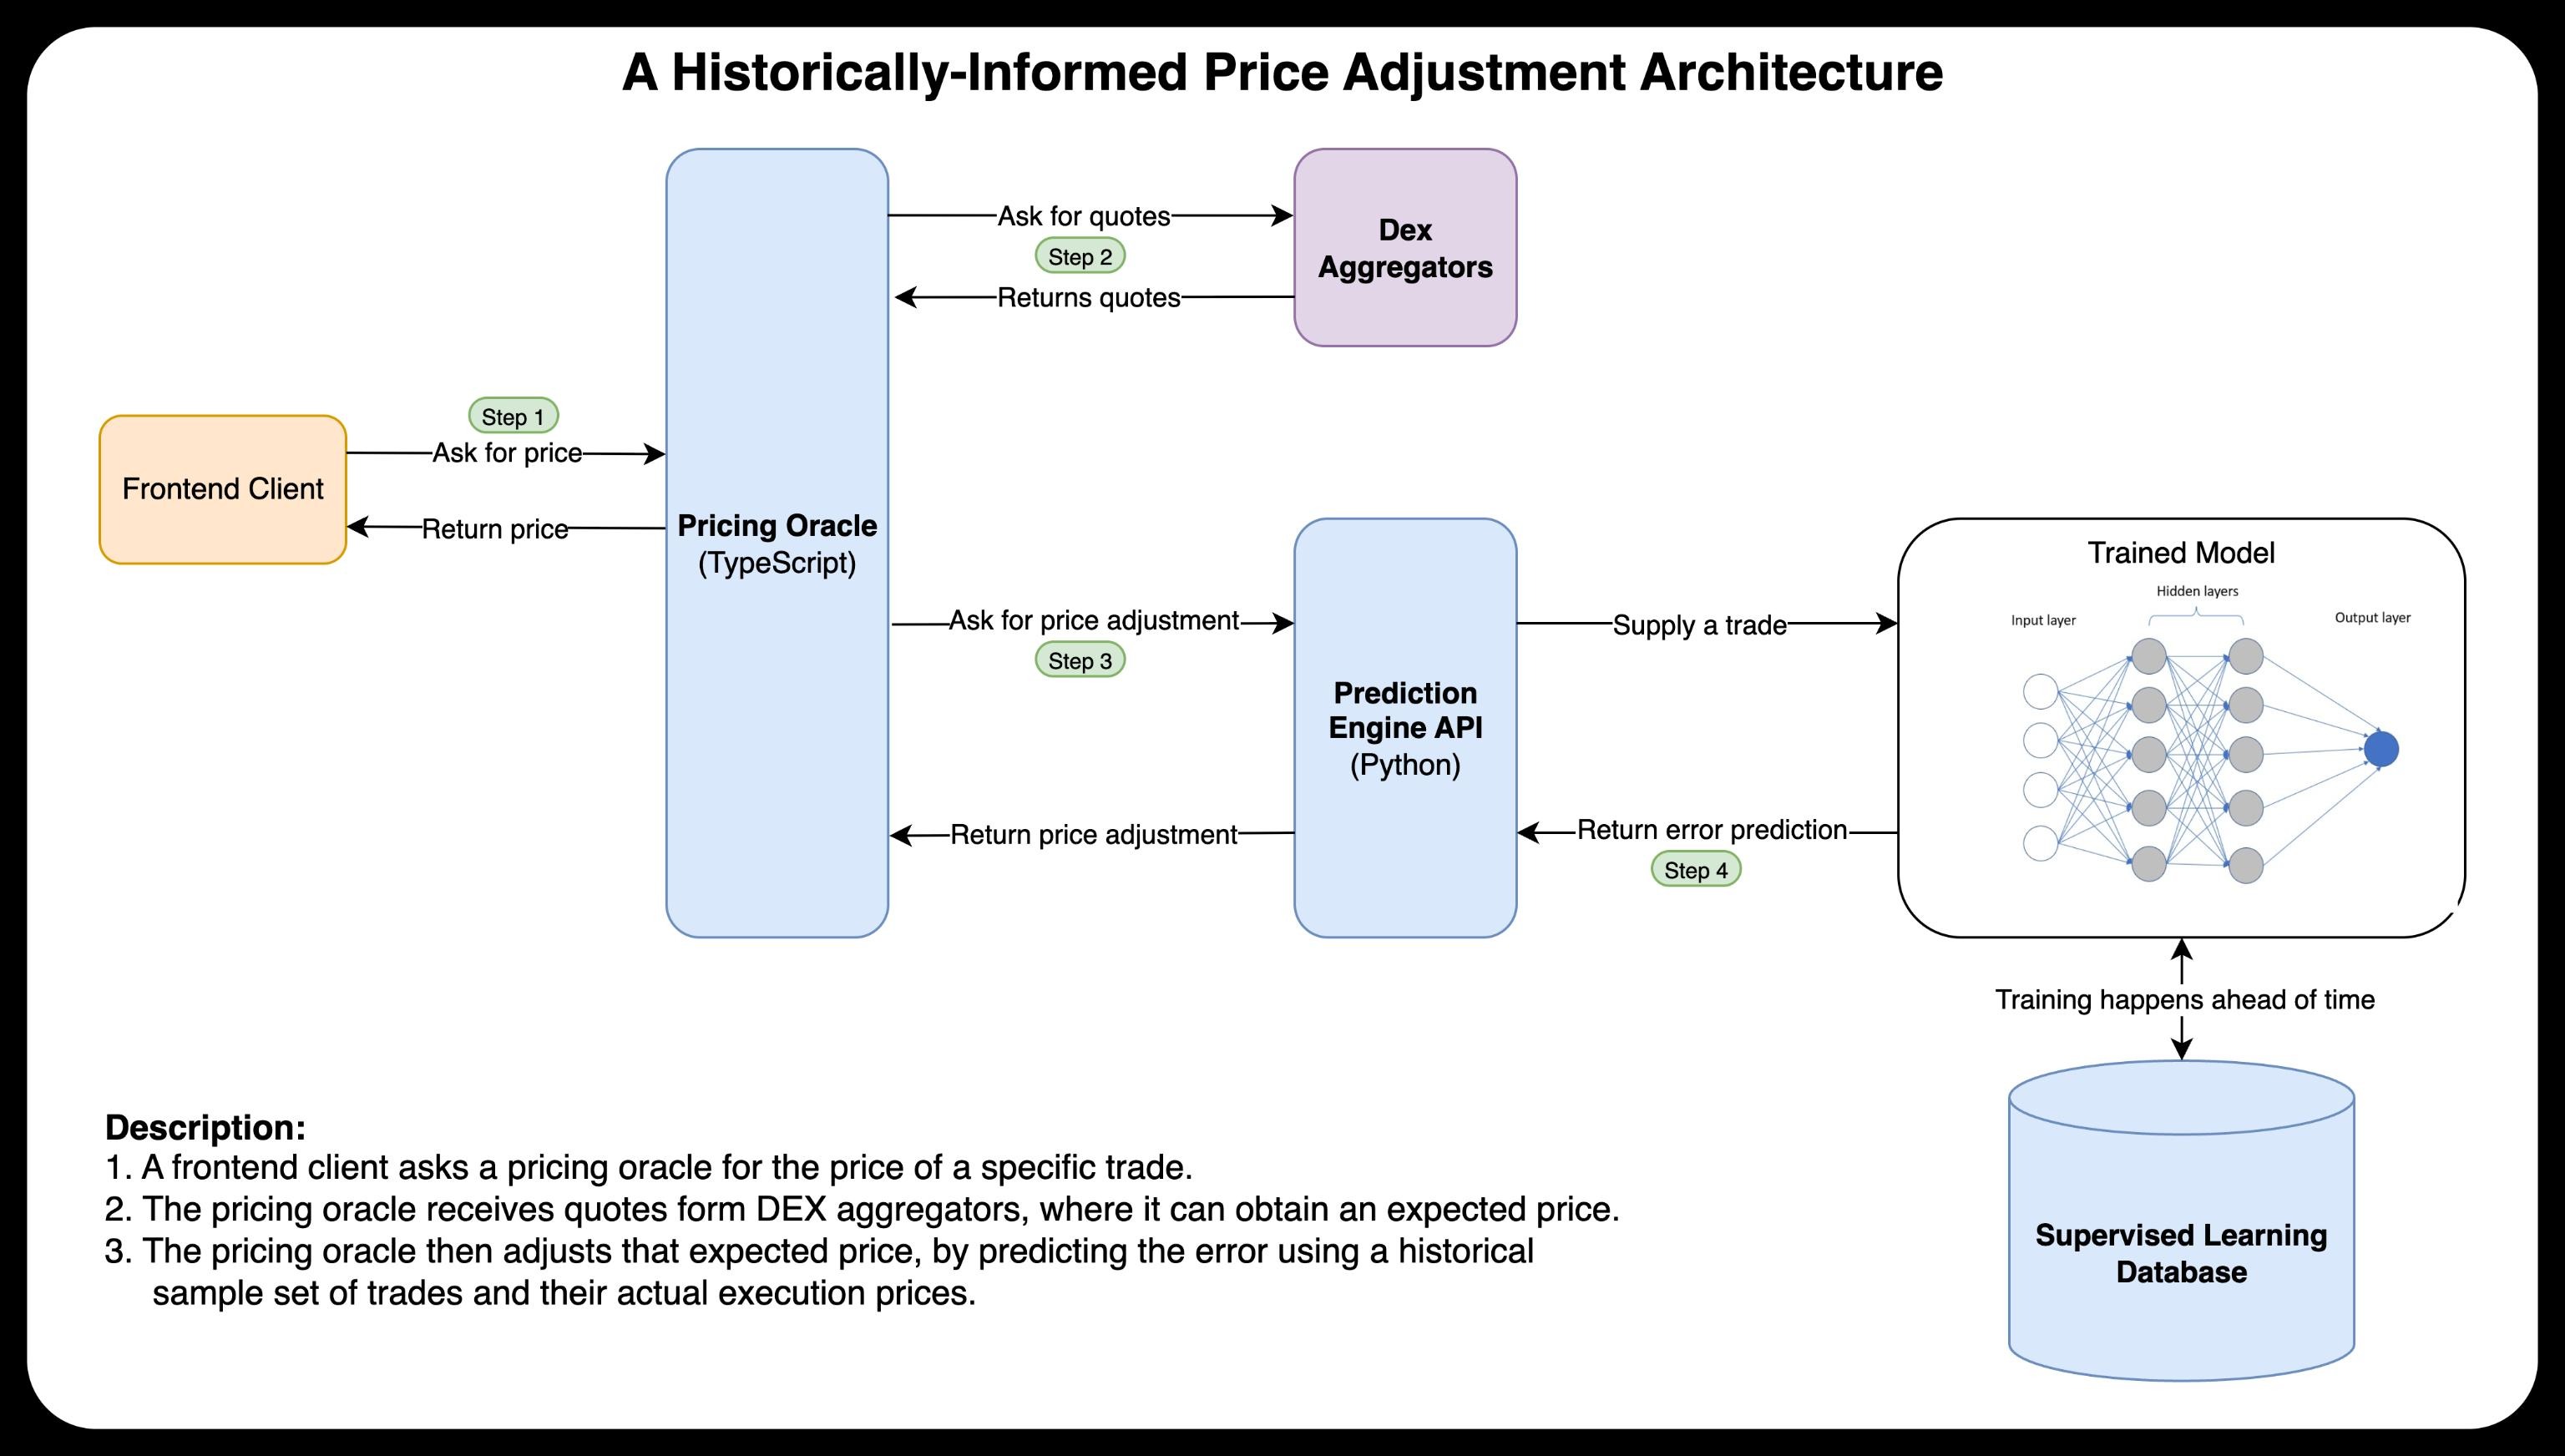 A Historically-Informed Price Adjustment Architecture
Ask for quotes
Step 2
Returns quotes
Dex
Aggregators
Step 1
Ask for price
Frontend Client
Return price
Pricing Oracle
(TypeScript)
Ask for price adjustment
Step 3
Return price adjustment
Prediction
Engine API
(Python)
Supply a trade
Return error prediction
Step 4
Trained Model
Hidden layers
Input layer
Output layer
Training happens ahead of time
Supervised Learning
Database
Description:
1. A frontend client asks a pricing oracle for the price of a specific trade.
2. The pricing oracle receives quotes form DEX aggregators, where it can obtain an expected price.
3. The pricing oracle then adjusts that expected price, by predicting the error using a historical
sample set of trades and their actual execution prices.